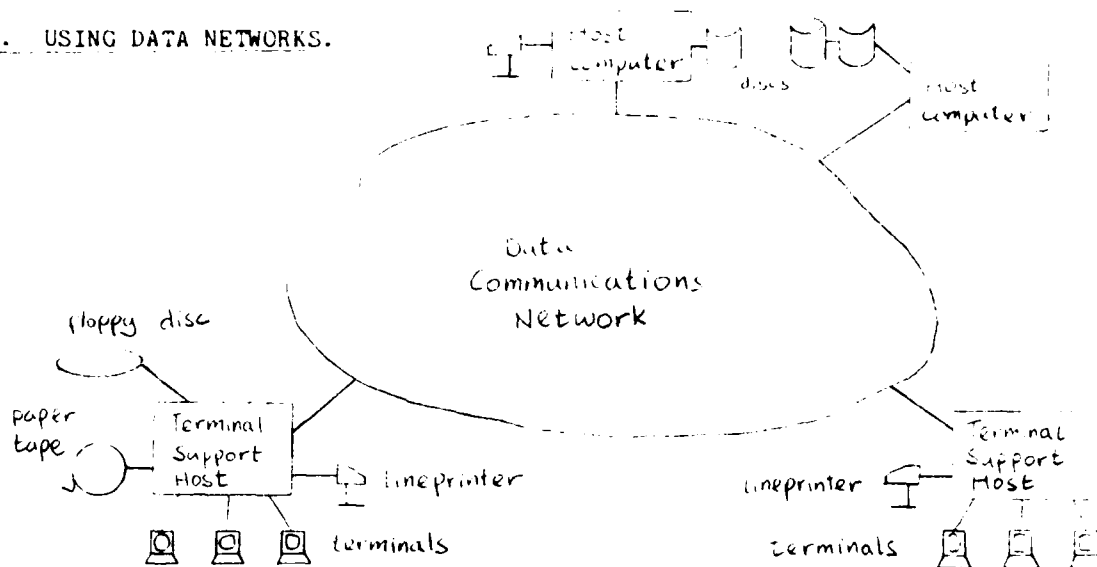 . USING DATA NETWORKS.
Host
computer
discs
Host
computer
Data
Communications
Network
floppy disc
paper
tape
Terminal
Support
Host
lineprinter
terminals
lineprinter
Terminal
Support
Host
terminals